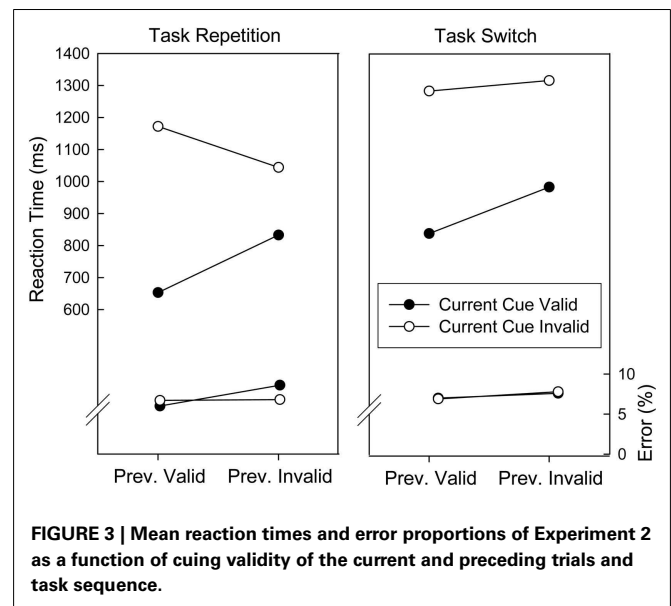 Task Repetition
Task Switch
1400
1300
1200
1100
1000
900
800
700
600
Reaction Time (ms)
Current Cue Valid
Current Cue Invalid
10
5
0
Error (%)
Prev. Valid
Prev. Invalid
Prev. Valid
Prev. Invalid
FIGURE 3 | Mean reaction times and error proportions of Experiment 2
as a function of cuing validity of the current and preceding trials and
task sequence.